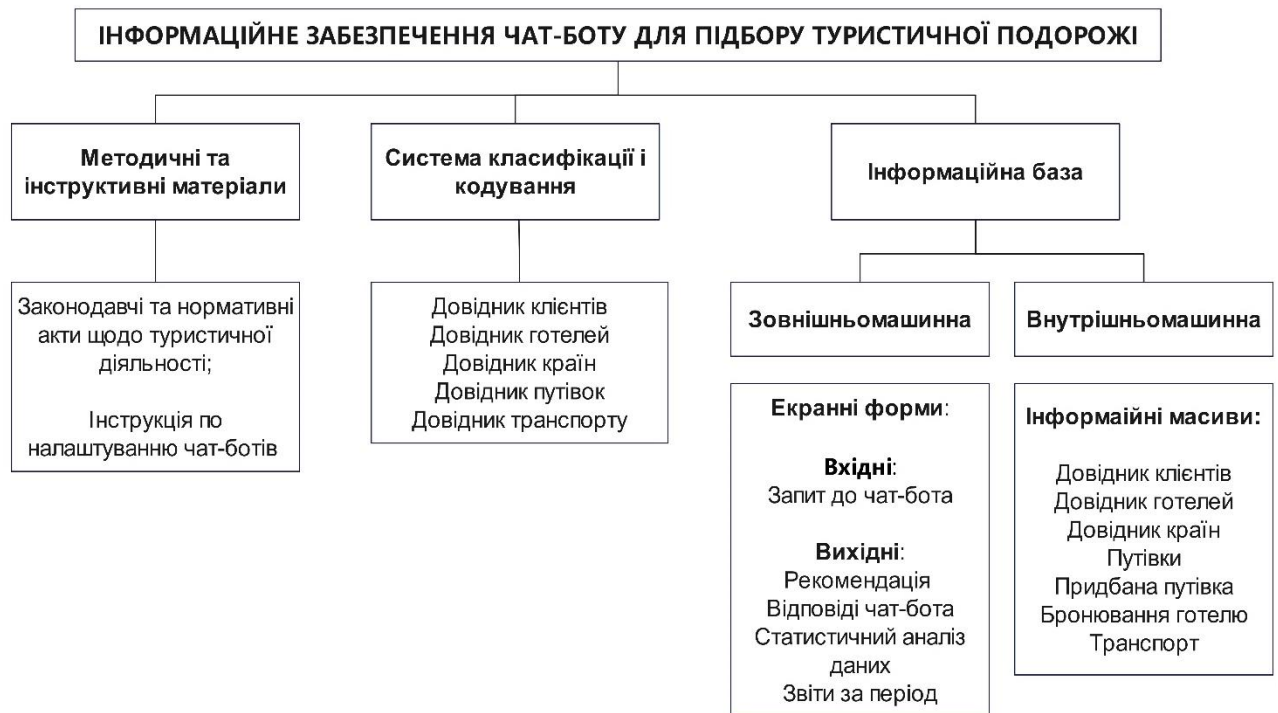 ІНФОРМАЦІЙНЕ ЗАБЕЗПЕЧЕННЯ ЧАТ-БОТУ ДЛЯ ПІДБОРУ ТУРИСТИЧНОЇ ПОДОРОЖІ
Методичні та
інструктивні матеріали
Законодавчі та нормативні
акти щодо туристичної
діяльності;
Інструкція по
налаштуванню чат-ботів
Система класифікації і
кодування
Довідник клієнтів
Довідник готелей
Довідник країн
Довідник путівок
Довідник транспорту
Інформаційна база
Зовнішньомашинна
Екранні форми:
Вхідні:
Запит до чат-бота
Вихідні:
Рекомендація
Відповіді чат-бота
Статистичний аналіз
даних
Звіти за період
Внутрішньомашинна
Інформаійні масиви:
Довідник клієнтів
Довідник готелей
Довідник країн
Путівки
Придбана путівка
Бронювання готелю
Транспорт